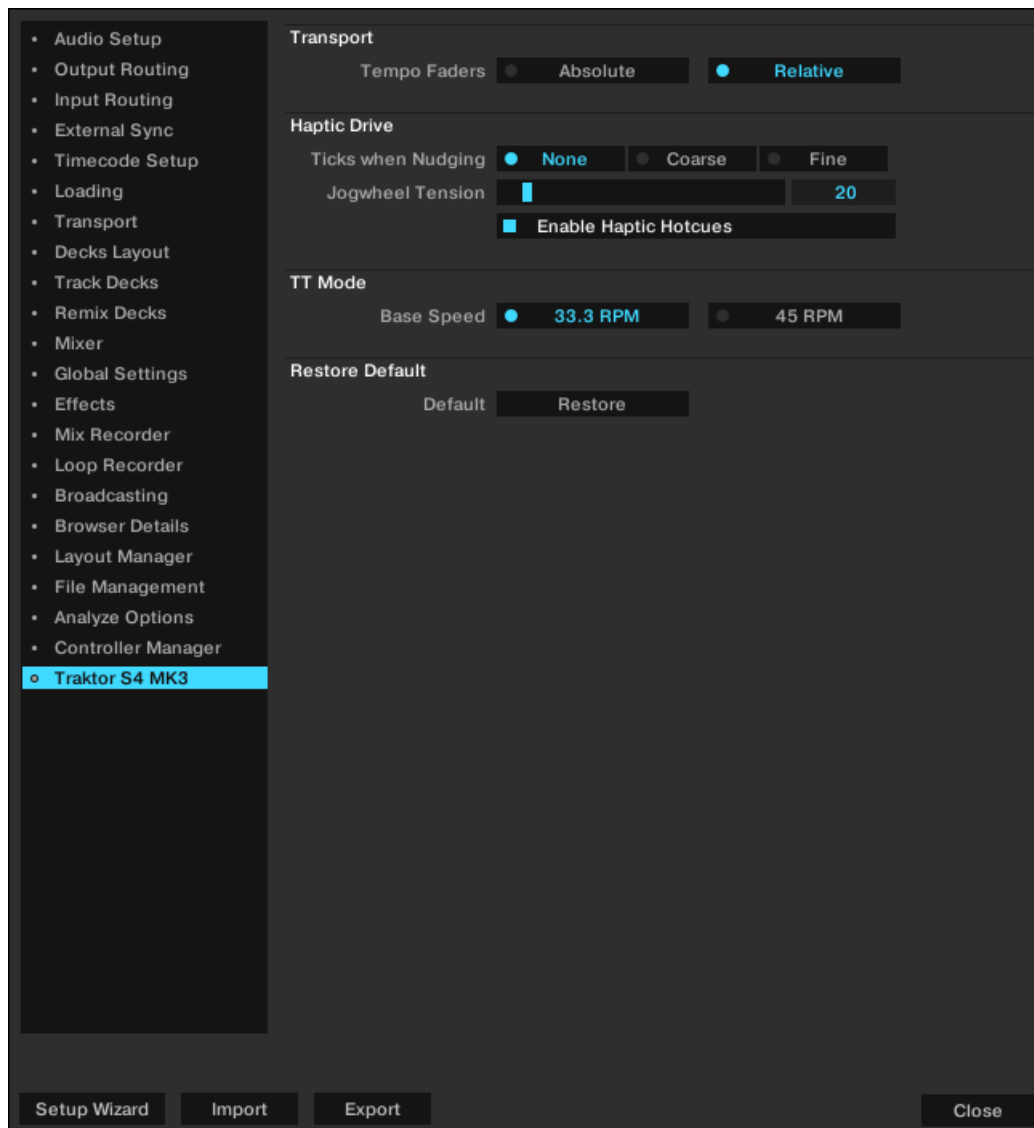 Audio Setup
Output Routing
Input Routing
External Sync
Timecode Setup
Loading
Transport
Decks Layout
Track Decks
Remix Decks
Mixer
Global Settings
Effects
Mix Recorder
Loop Recorder
Broadcasting
Browser Details
Layout Manager
File Management
Analyze Options
Controller Manager
Traktor S4 MK3
Transport
Tempo Faders Absolute Relative
Haptic Drive
Ticks when Nudging None Coarse Fine
Jogwheel Tension 20
Enable Haptic Hotcues
TT Mode
Base Speed 33.3 RPM 45 RPM
Restore Default
Default Restore
Setup Wizard Import Export Close